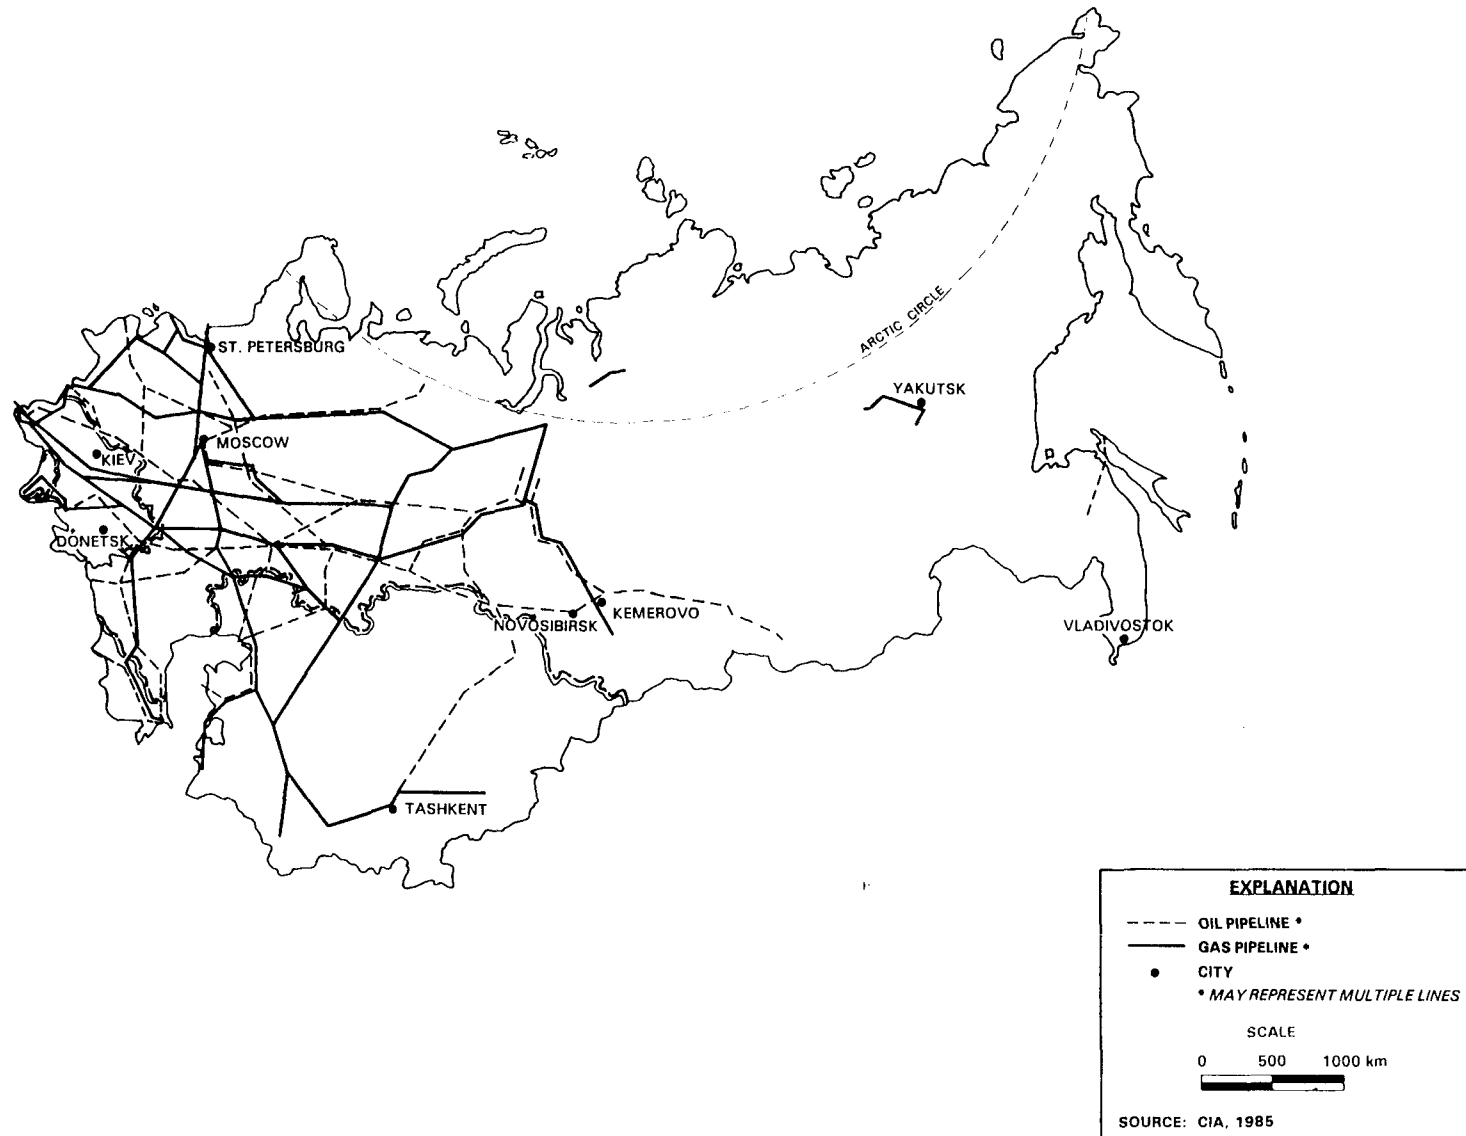 ARCTIC CIRCLE
ST. PETERSBURG
YAKUTSK
MOSCOW
KIEV
DONETSK
NOVOSIBIRSK
KEMEROVO
VLADIVOSTOK
TASHKENT
EXPLANATION
OIL PIPELINE *
GAS PIPELINE *
CITY
* MAY REPRESENT MULTIPLE LINES
SCALE
0 500 1000 km
SOURCE: CIA, 1985